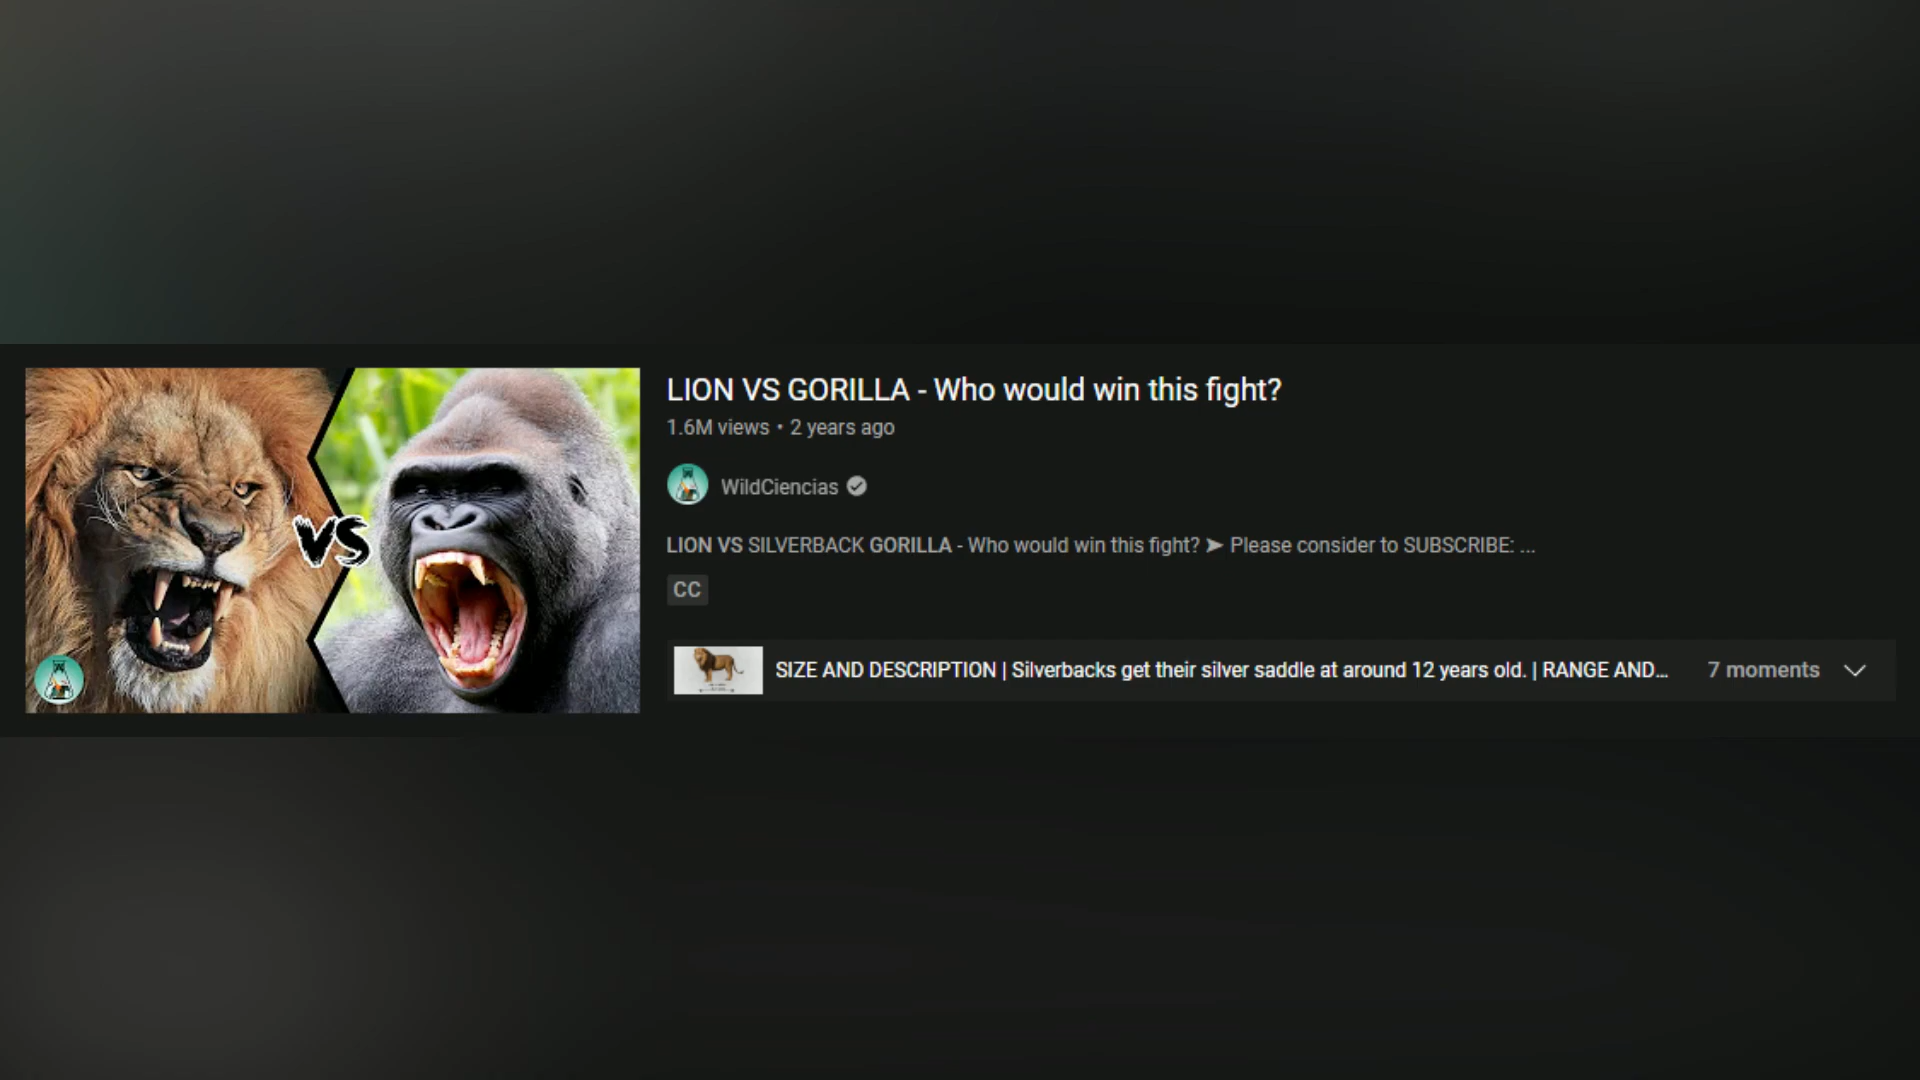 VS
LION VS GORILLA - Who would win this fight?
1.6M views • 2 years ago
WildCiencias
LION VS SILVERBACK GORILLA - Who would win this fight? ➤ Please consider to SUBSCRIBE: ...
CC
SIZE AND DESCRIPTION | Silverbacks get their silver saddle at around 12 years old. | RANGE AND...
7 moments